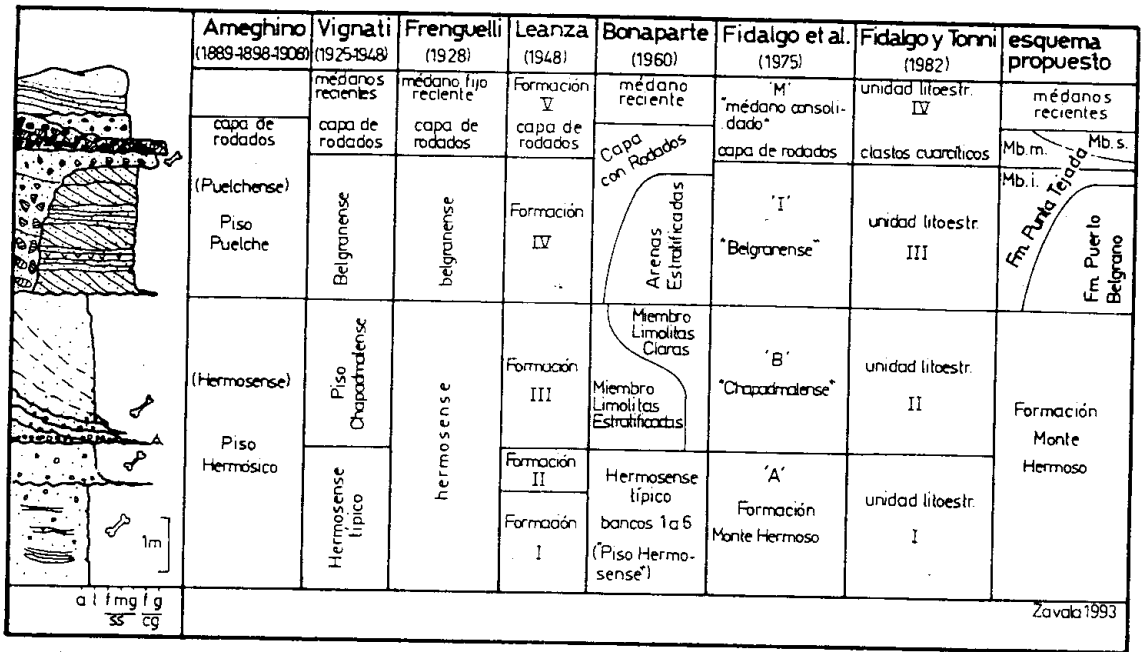 Ameghino
(1889-1898-1908)
Vignati
(1925-1948)
Frenguelli
(1928)
Leanza
(1948)
Bonaparte
(1960)
Fidalgo et al.
(1975)
Fidalgo y Tonni
(1982)
esquema
propuesto
capa de
rodados
(Puelchense)
Piso
Puelche
(Hermosense)
Piso
Hermósico
médanos
recientes
capa de
rodados
Belgranense
Piso
Chapadmalense
Hermosense
típico
médano fijo
reciente
capa de
rodados
belgranense
hermosense
Formación
V
capa de
rodados
Formación
IV
Formación
III
Formación
II
Formación
I
médano
reciente
Capa
con Rodados
Arenas
Estratificadas
Miembro
Limolitas
Claras
Miembro
Limolitas
Estratificadas
Hermosense
típico
bancos 1a6
("Piso Hermo-
sense")
'M'
"médano consoli-
dado"
capa de rodados
'I'
"Belgranense"
'B'
"Chapadmalense"
'A'
Formación
Monte Hermoso
unidad litoestr.
IV
clastos cuarcíticos
unidad litoestr.
III
unidad litoestr.
II
unidad litoestr.
I
médanos
recientes
Mb.m.
Mb.s.
Mb.i.
Fm. Punta Tejada
Fm. Puerto
Belgrano
Formación
Monte
Hermoso
1m
a l f m g f g
ss cg
Zavala 1993